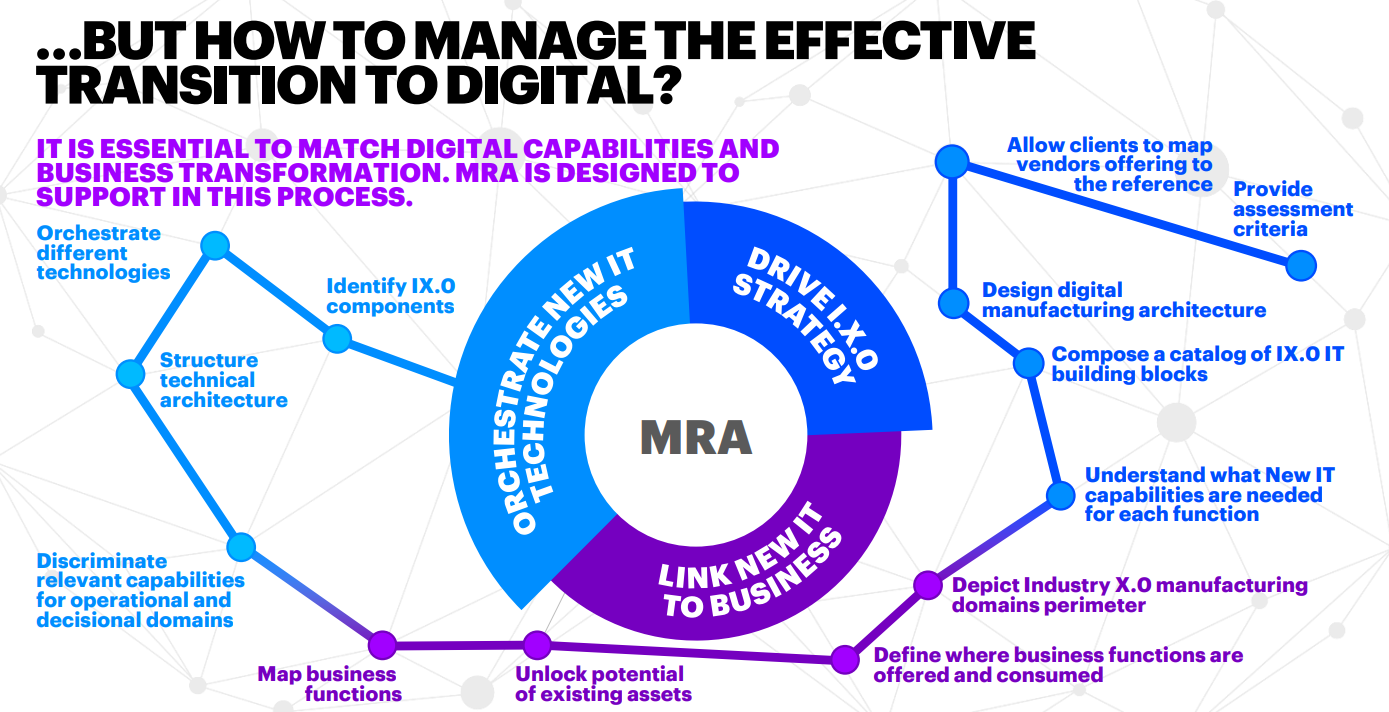 ...BUT HOW TO MANAGE THE EFFECTIVE
TRANSITION TO DIGITAL?
IT IS ESSENTIAL TO MATCH DIGITAL CAPABILITIES AND
BUSINESS TRANSFORMATION. MRA IS DESIGNED TO
SUPPORT IN THIS PROCESS.
Orchestrate
different
technologies
Identify IX.0
components
Structure
technical
architecture
Discriminate
relevant capabilities
for operational and
decisional domains
Map business
functions
Unlock potential
of existing assets
ORCHESTRATE NEW IT
TECHNOLOGIES
DRIVE I.X.0
STRATEGY
MRA
LINK NEW IT
TO BUSINESS
Allow clients to map
vendors offering to
the reference
Provide
assessment
criteria
Design digital
manufacturing architecture
Compose a catalog of IX.0 IT
building blocks
Understand what New IT
capabilities are needed
for each function
Depict Industry X.0 manufacturing
domains perimeter
Define where business functions are
offered and consumed